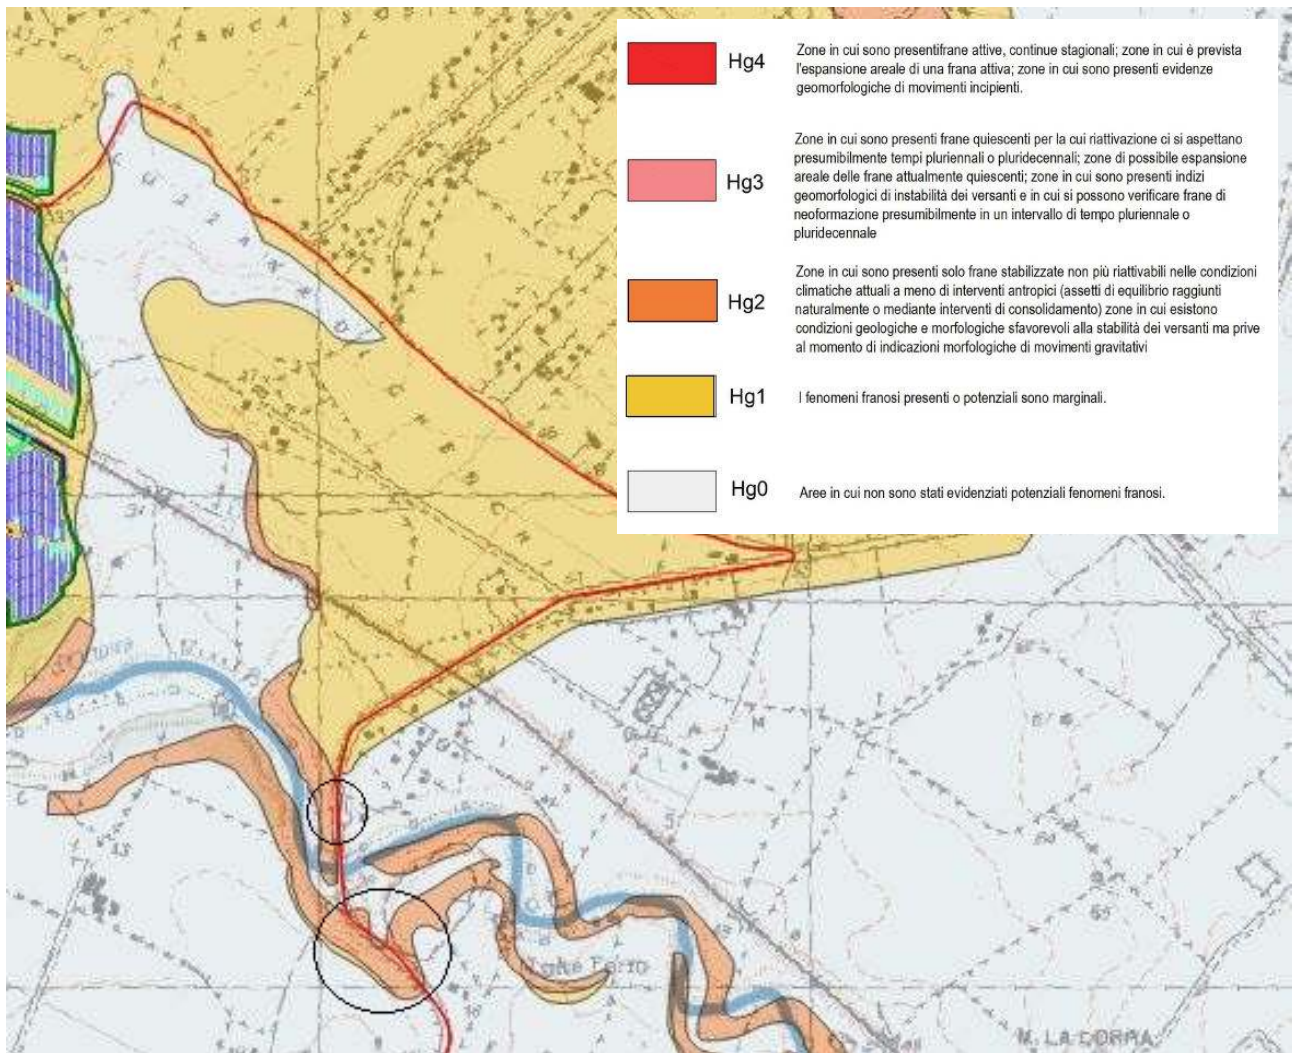 Hg4
Zone in cui sono presentifrane attive, continue stagionali; zone in cui è prevista
l'espansione areale di una frana attiva; zone in cui sono presenti evidenze
geomorfologiche di movimenti incipienti.
Hg3
Zone in cui sono presenti frane quiescenti per la cui riattivazione ci si aspettano
presumibilmente tempi pluriennali o pluridecennali; zone di possibile espansione
areale delle frane attualmente quiescenti; zone in cui sono presenti indizi
geomorfologici di instabilità dei versanti e in cui si possono verificare frane di
neoformazione presumibilmente in un intervallo di tempo pluriennale o
pluridecennale
Hg2
Zone in cui sono presenti solo frane stabilizzate non più riattivabili nelle condizioni
climatiche attuali a meno di interventi antropici (assetti di equilibrio raggiunti
naturalmente o mediante interventi di consolidamento) zone in cui esistono
condizioni geologiche e morfologiche sfavorevoli alla stabilità dei versanti ma prive
al momento di indicazioni morfologiche di movimenti gravitativi
Hg1
I fenomeni franosi presenti o potenziali sono marginali.
Hg0
Aree in cui non sono stati evidenziati potenziali fenomeni franosi.
TANCA
47
65
Ferro
M. LA CORRA